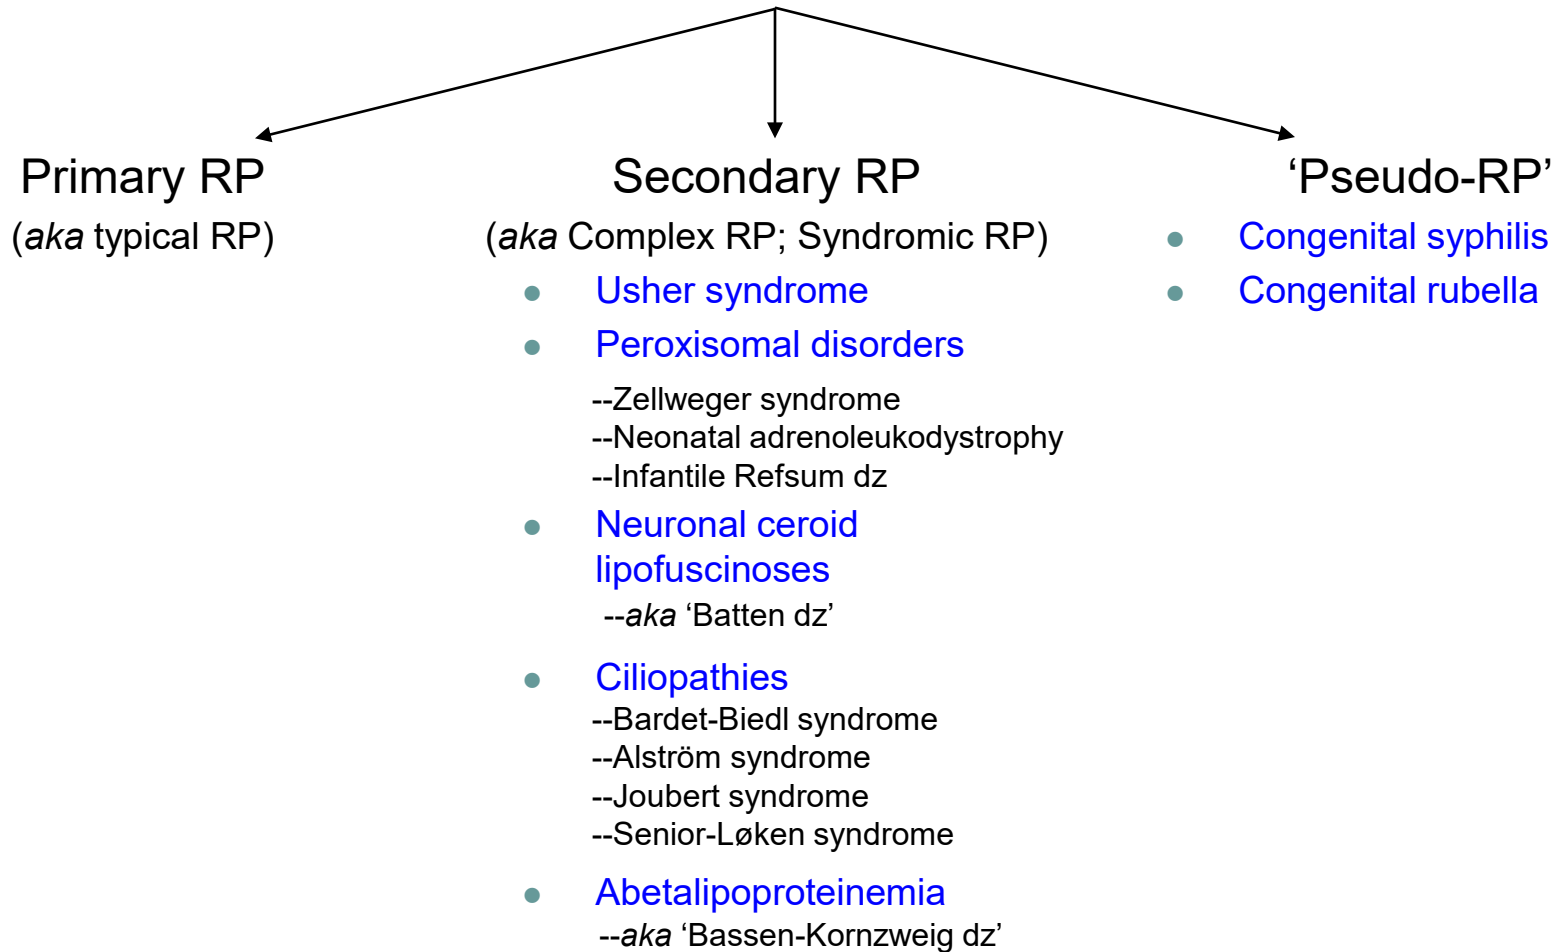 Primary RP
(aka typical RP)
Secondary RP
(aka Complex RP; Syndromic RP)
● Usher syndrome
● Peroxisomal disorders
--Zellweger syndrome
--Neonatal adrenoleukodystrophy
--Infantile Refsum dz
● Neuronal ceroid
lipofuscinoses
--aka ‘Batten dz’
● Ciliopathies
--Bardet-Biedl syndrome
--Alström syndrome
--Joubert syndrome
--Senior-Løken syndrome
● Abetalipoproteinemia
--aka ‘Bassen-Kornzweig dz’
‘Pseudo-RP’
● Congenital syphilis
● Congenital rubella